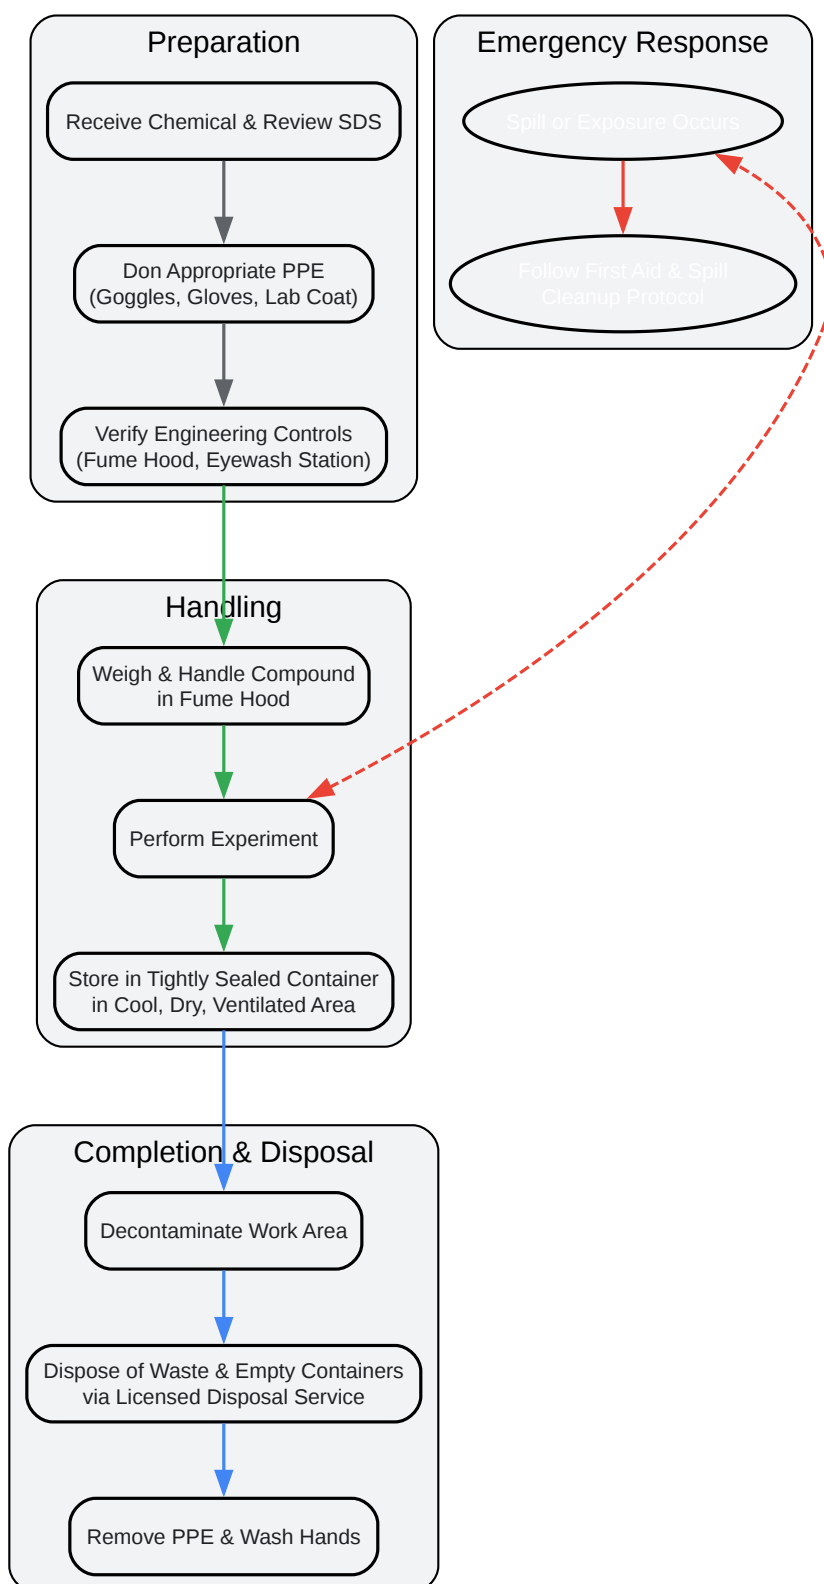 Preparation
Receive Chemical & Review SDS
Don Appropriate PPE
(Goggles, Gloves, Lab Coat)
Verify Engineering Controls
(Fume Hood, Eyewash Station)
Emergency Response
Spill or Exposure Occurs
Follow First Aid & Spill
Cleanup Protocol
Handling
Weigh & Handle Compound
in Fume Hood
Perform Experiment
Store in Tightly Sealed Container
in Cool, Dry, Ventilated Area
Completion & Disposal
Decontaminate Work Area
Dispose of Waste & Empty Containers
via Licensed Disposal Service
Remove PPE & Wash Hands